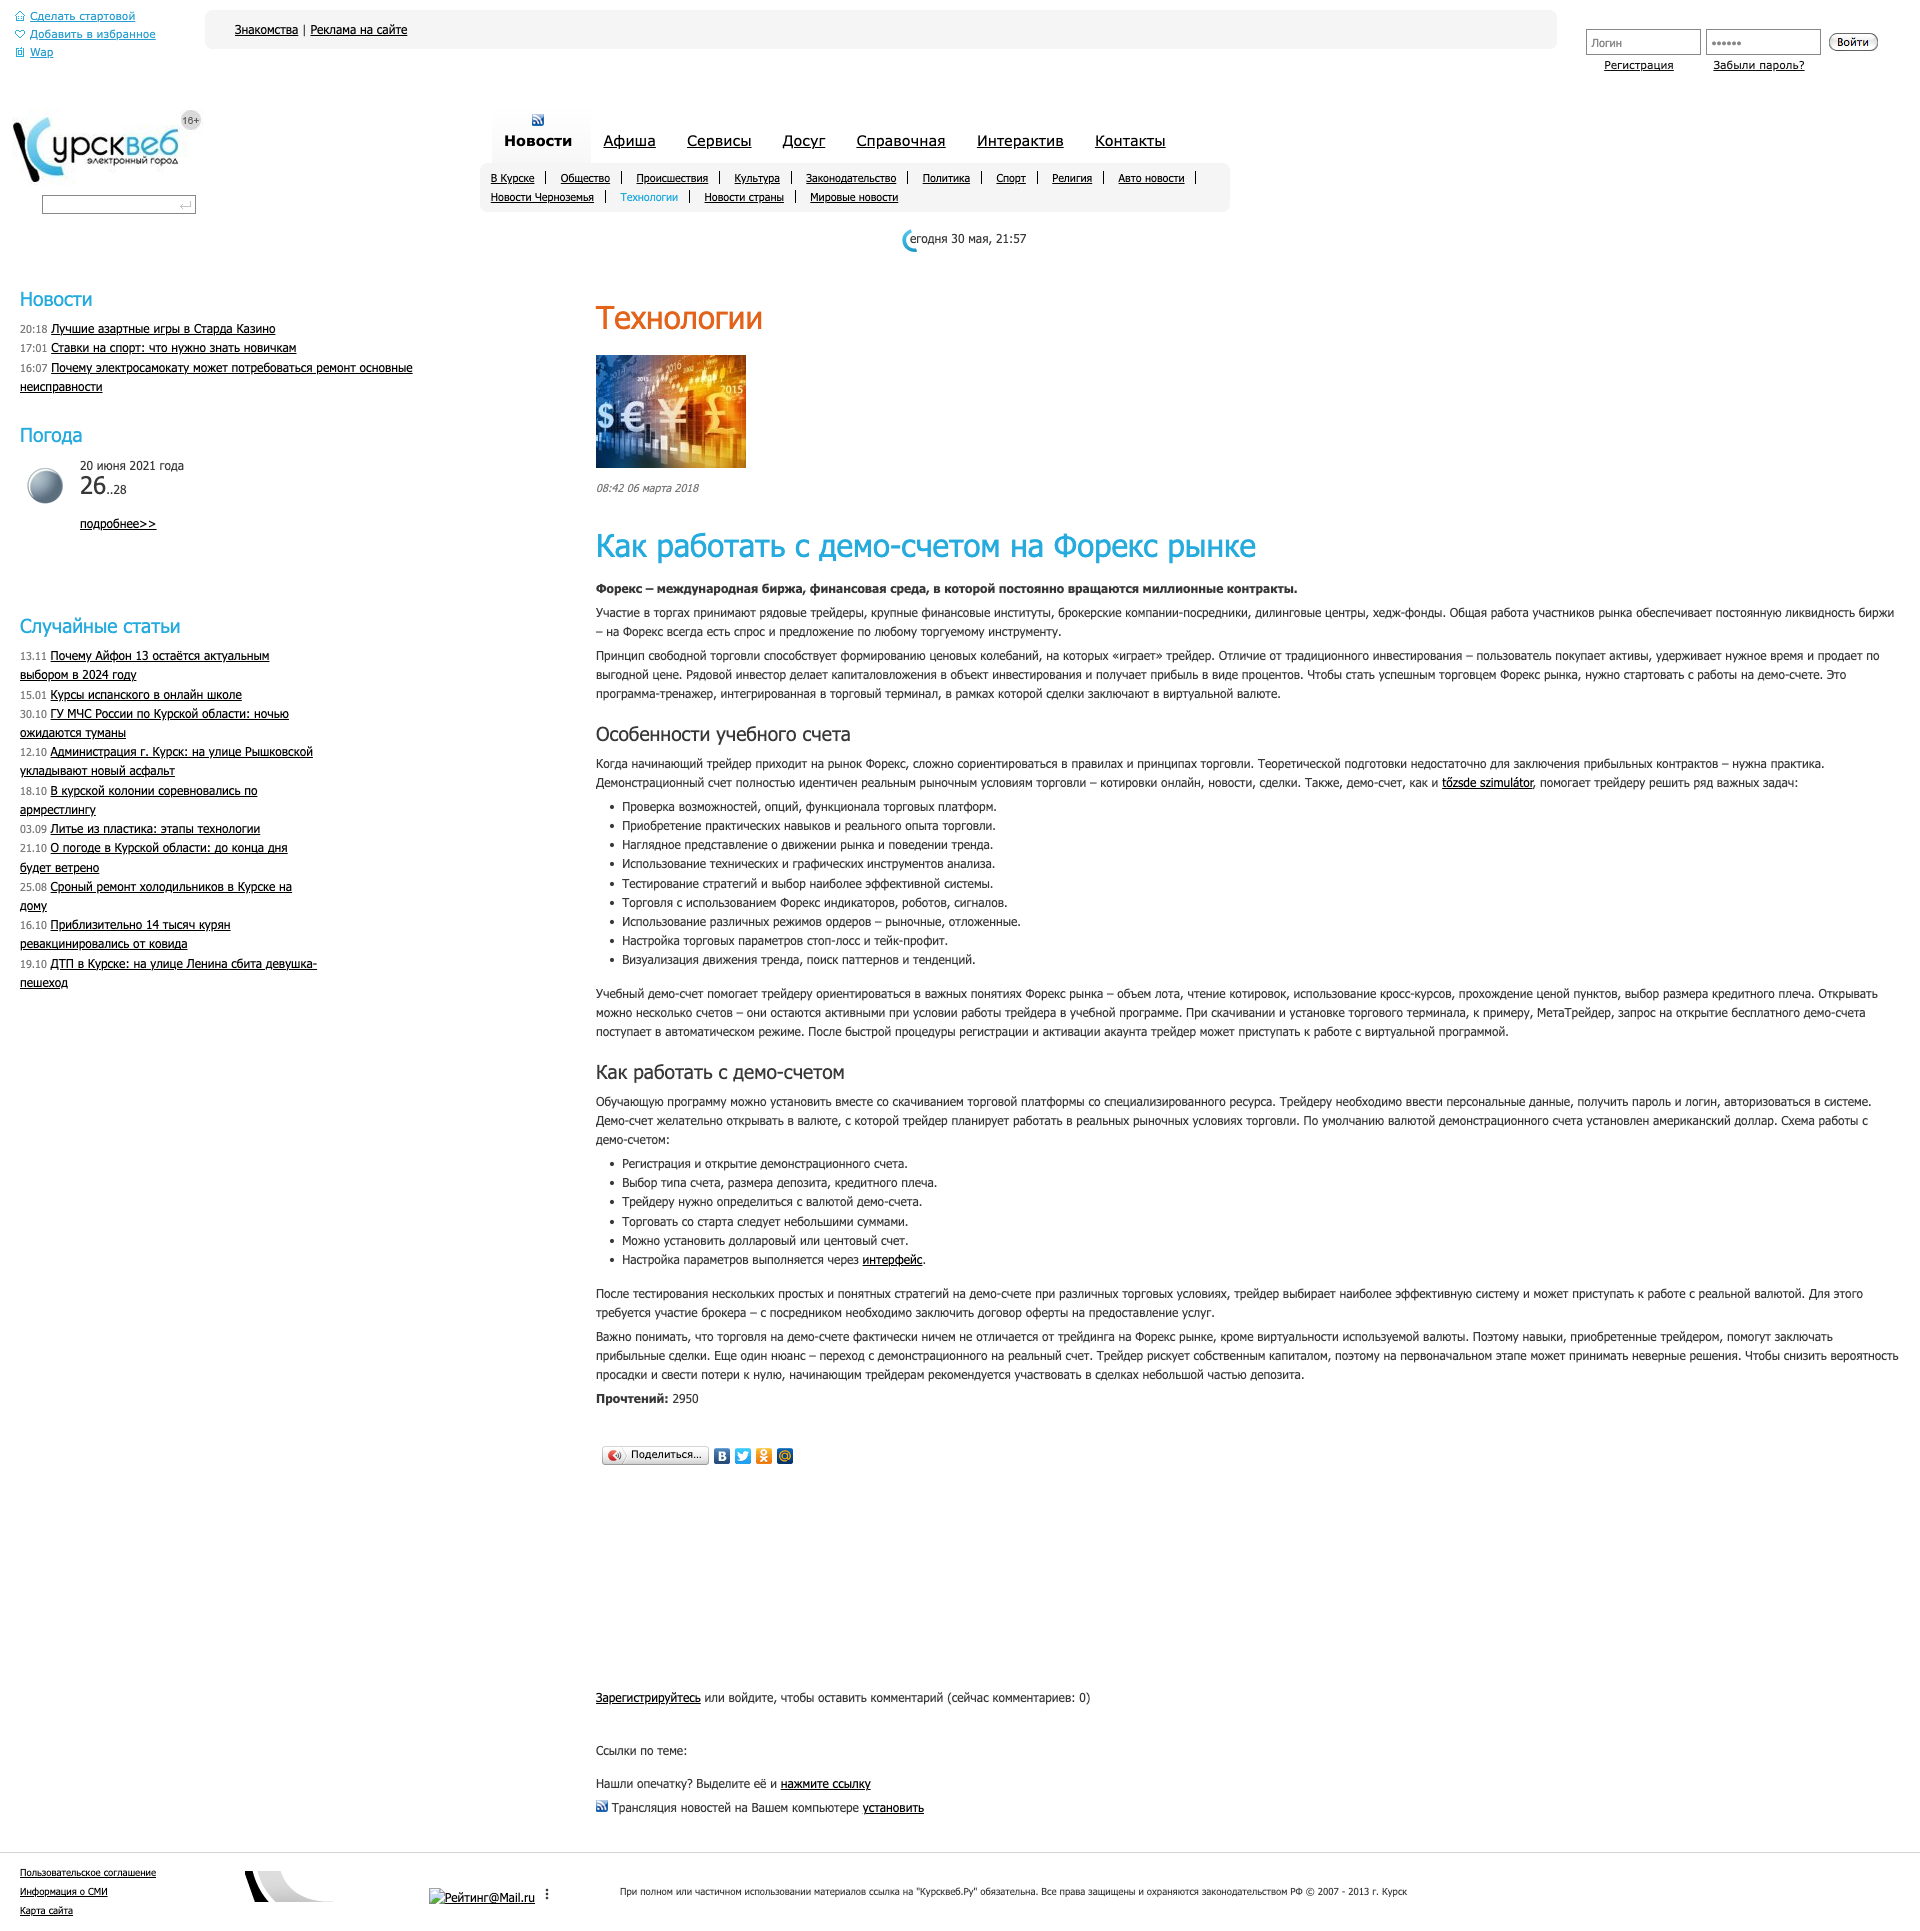 Сделать стартовой
Добавить в избранное
Wap
Знакомства | Реклама на сайте
Логин
Войти
Регистрация Забыли пароль?
16+
Курсквеб
электронный город
Новости Афиша Сервисы Досуг Справочная Интерактив Контакты
В Курске Общество Происшествия Культура Законодательство Политика Спорт Религия Авто новости
Новости Черноземья Технологии Новости страны Мировые новости
егодня 30 мая, 21:57
Новости
20:18 Лучшие азартные игры в Старда Казино
17:01 Ставки на спорт: что нужно знать новичкам
16:07 Почему электросамокату может потребоваться ремонт основные
неисправности
Погода
20 июня 2021 года
26..28
подробнее>>
Случайные статьи
13.11 Почему Айфон 13 остаётся актуальным
выбором в 2024 году
15.01 Курсы испанского в онлайн школе
30.10 ГУ МЧС России по Курской области: ночью
ожидаются туманы
12.10 Администрация г. Курск: на улице Рышковской
укладывают новый асфальт
18.10 В курской колонии соревновались по
армрестлингу
03.09 Литье из пластика: этапы технологии
21.10 О погоде в Курской области: до конца дня
будет ветрено
25.08 Сроный ремонт холодильников в Курске на
дому
16.10 Приблизительно 14 тысяч курян
ревакцинировались от ковида
19.10 ДТП в Курске: на улице Ленина сбита девушка-
пешеход
Технологии
2016
2015
$ € ¥ £
08:42 06 марта 2018
Как работать с демо-счетом на Форекс рынке
Форекс – международная биржа, финансовая среда, в которой постоянно вращаются миллионные контракты.
Участие в торгах принимают рядовые трейдеры, крупные финансовые институты, брокерские компании-посредники, дилинговые центры, хедж-фонды. Общая работа участников рынка обеспечивает постоянную ликвидность биржи
– на Форекс всегда есть спрос и предложение по любому торгуемому инструменту.
Принцип свободной торговли способствует формированию ценовых колебаний, на которых «играет» трейдер. Отличие от традиционного инвестирования – пользователь покупает активы, удерживает нужное время и продает по
выгодной цене. Рядовой инвестор делает капиталовложения в объект инвестирования и получает прибыль в виде процентов. Чтобы стать успешным торговцем Форекс рынка, нужно стартовать с работы на демо-счете. Это
программа-тренажер, интегрированная в торговый терминал, в рамках которой сделки заключают в виртуальной валюте.
Особенности учебного счета
Когда начинающий трейдер приходит на рынок Форекс, сложно сориентироваться в правилах и принципах торговли. Теоретической подготовки недостаточно для заключения прибыльных контрактов – нужна практика.
Демонстрационный счет полностью идентичен реальным рыночным условиям торговли – котировки онлайн, новости, сделки. Также, демо-счет, как и tőzsde szimulátor, помогает трейдеру решить ряд важных задач:
• Проверка возможностей, опций, функционала торговых платформ.
• Приобретение практических навыков и реального опыта торговли.
• Наглядное представление о движении рынка и поведении тренда.
• Использование технических и графических инструментов анализа.
• Тестирование стратегий и выбор наиболее эффективной системы.
• Торговля с использованием Форекс индикаторов, роботов, сигналов.
• Использование различных режимов ордеров – рыночные, отложенные.
• Настройка торговых параметров стоп-лосс и тейк-профит.
• Визуализация движения тренда, поиск паттернов и тенденций.
Учебный демо-счет помогает трейдеру ориентироваться в важных понятиях Форекс рынка – объем лота, чтение котировок, использование кросс-курсов, прохождение ценой пунктов, выбор размера кредитного плеча. Открывать
можно несколько счетов – они остаются активными при условии работы трейдера в учебной программе. При скачивании и установке торгового терминала, к примеру, МетаТрейдер, запрос на открытие бесплатного демо-счета
поступает в автоматическом режиме. После быстрой процедуры регистрации и активации акаунта трейдер может приступать к работе с виртуальной программой.
Как работать с демо-счетом
Обучающую программу можно установить вместе со скачиванием торговой платформы со специализированного ресурса. Трейдеру необходимо ввести персональные данные, получить пароль и логин, авторизоваться в системе.
Демо-счет желательно открывать в валюте, с которой трейдер планирует работать в реальных рыночных условиях торговли. По умолчанию валютой демонстрационного счета установлен американский доллар. Схема работы с
демо-счетом:
• Регистрация и открытие демонстрационного счета.
• Выбор типа счета, размера депозита, кредитного плеча.
• Трейдеру нужно определиться с валютой демо-счета.
• Торговать со старта следует небольшими суммами.
• Можно установить долларовый или центовый счет.
• Настройка параметров выполняется через интерфейс.
После тестирования нескольких простых и понятных стратегий на демо-счете при различных торговых условиях, трейдер выбирает наиболее эффективную систему и может приступать к работе с реальной валютой. Для этого
требуется участие брокера – с посредником необходимо заключить договор оферты на предоставление услуг.
Важно понимать, что торговля на демо-счете фактически ничем не отличается от трейдинга на Форекс рынке, кроме виртуальности используемой валюты. Поэтому навыки, приобретенные трейдером, помогут заключать
прибыльные сделки. Еще один нюанс – переход с демонстрационного на реальный счет. Трейдер рискует собственным капиталом, поэтому на первоначальном этапе может принимать неверные решения. Чтобы снизить вероятность
просадки и свести потери к нулю, начинающим трейдерам рекомендуется участвовать в сделках небольшой частью депозита.
Прочтений: 2950
Поделиться...
Зарегистрируйтесь или войдите, чтобы оставить комментарий (сейчас комментариев: 0)
Ссылки по теме:
Нашли опечатку? Выделите её и нажмите ссылку
Трансляция новостей на Вашем компьютере установить
Пользовательское соглашение
Информация о СМИ
Карта сайта
Рейтинг@Mail.ru
При полном или частичном использовании материалов ссылка на "Курсквеб.Ру" обязательна. Все права защищены и охраняются законодательством РФ © 2007 - 2013 г. Курск